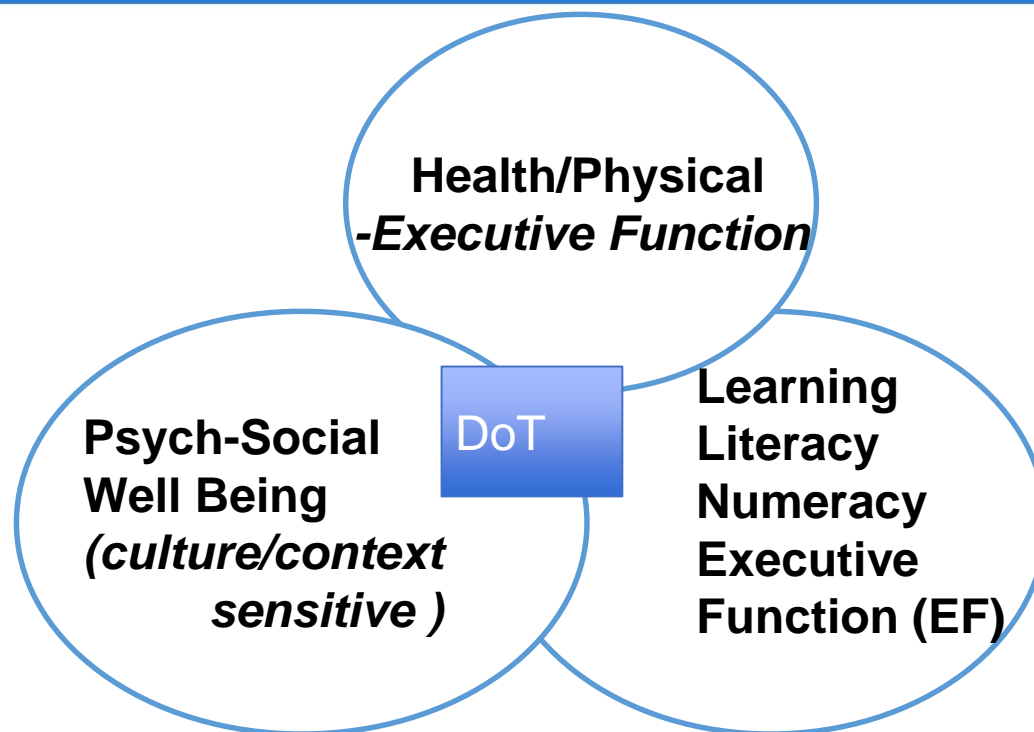 Health/Physical
-Executive Function
Psych-Social
Well Being
(culture/context
sensitive )
DoT
Learning
Literacy
Numeracy
Executive
Function (EF)